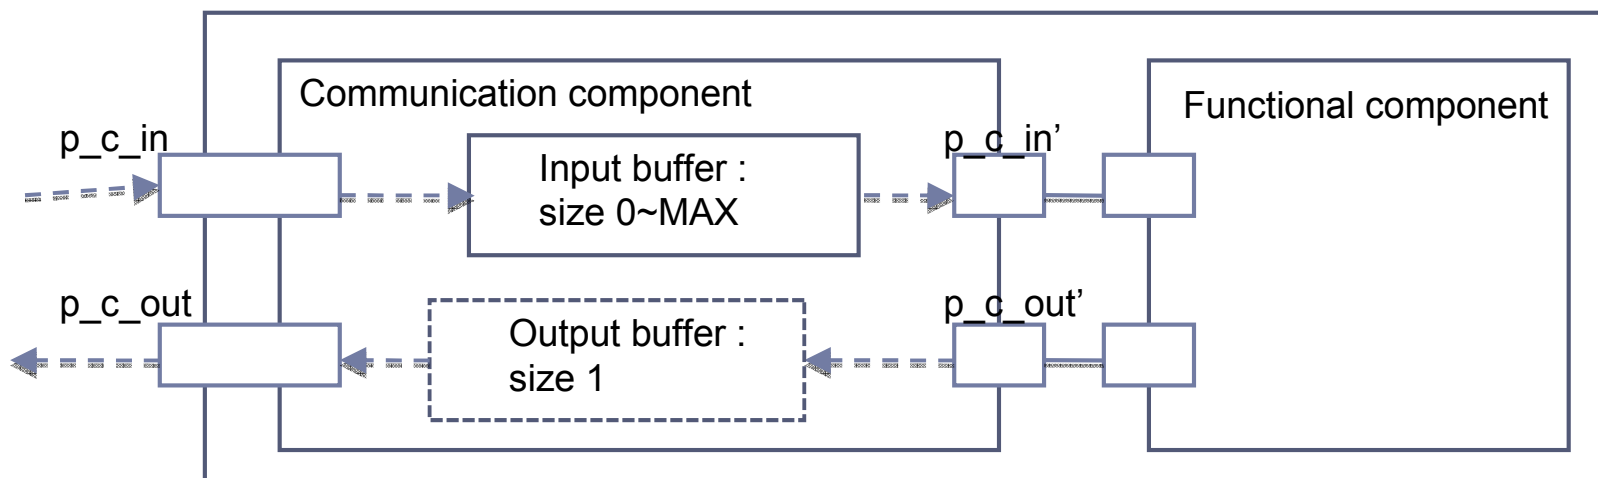 Communication component
Functional component
p_c_in
p_c_in’
Input buffer :
size 0~MAX
p_c_out
p_c_out’
Output buffer :
size 1